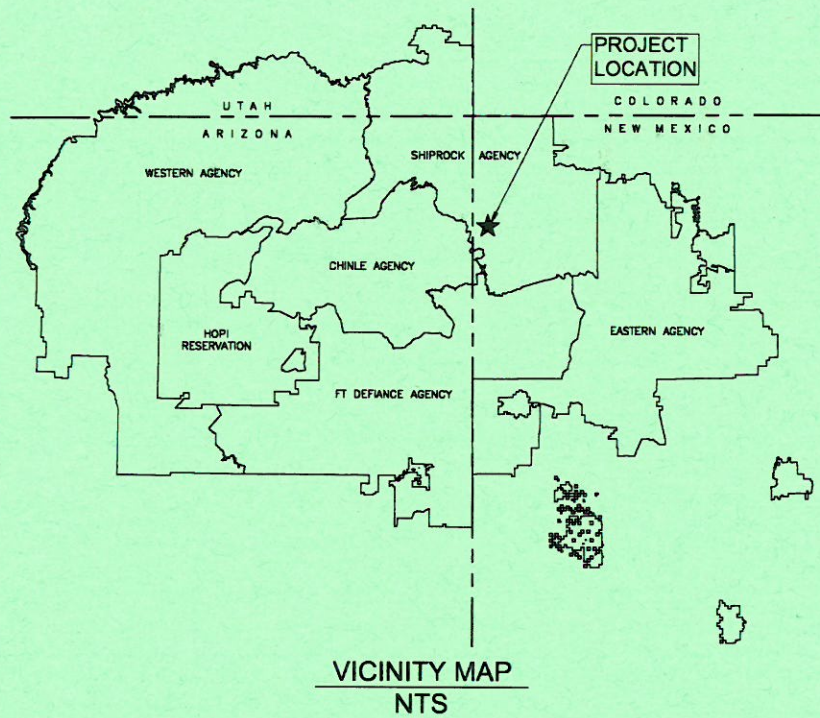 PROJECT
LOCATION
UTAH
COLORADO
ARIZONA
NEW MEXICO
WESTERN AGENCY
SHIPROCK AGENCY
CHINLE AGENCY
HOPI
RESERVATION
EASTERN AGENCY
FT DEFIANCE AGENCY
VICINITY MAP
NTS